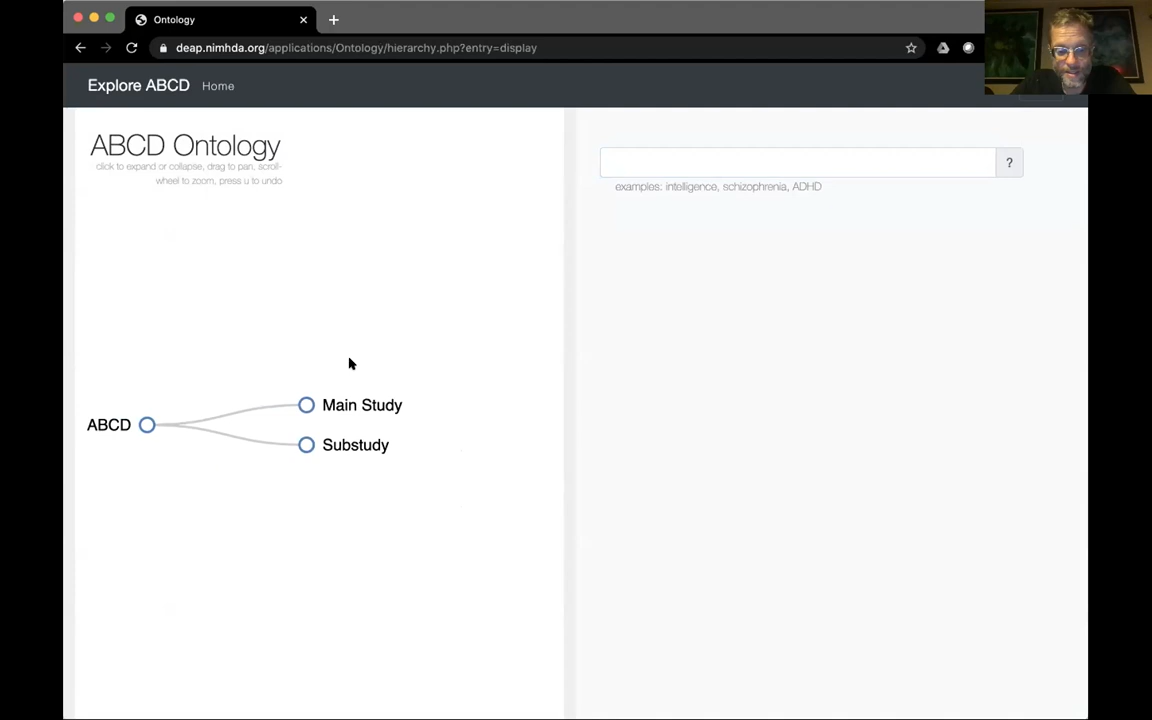 Ontology
deap.nimhda.org/applications/Ontology/hierarchy.php?entry=display
Explore ABCD Home
ABCD Ontology
click to expand or collapse, drag to pan, scroll-
wheel to zoom, press u to undo
?
examples: intelligence, schizophrenia, ADHD
Main Study
ABCD
Substudy